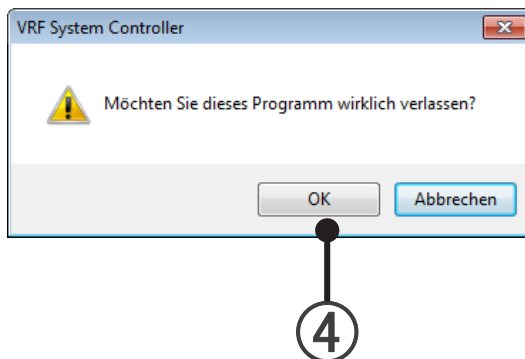 VRF System Controller
Möchten Sie dieses Programm wirklich verlassen?
OK
Abbrechen
4